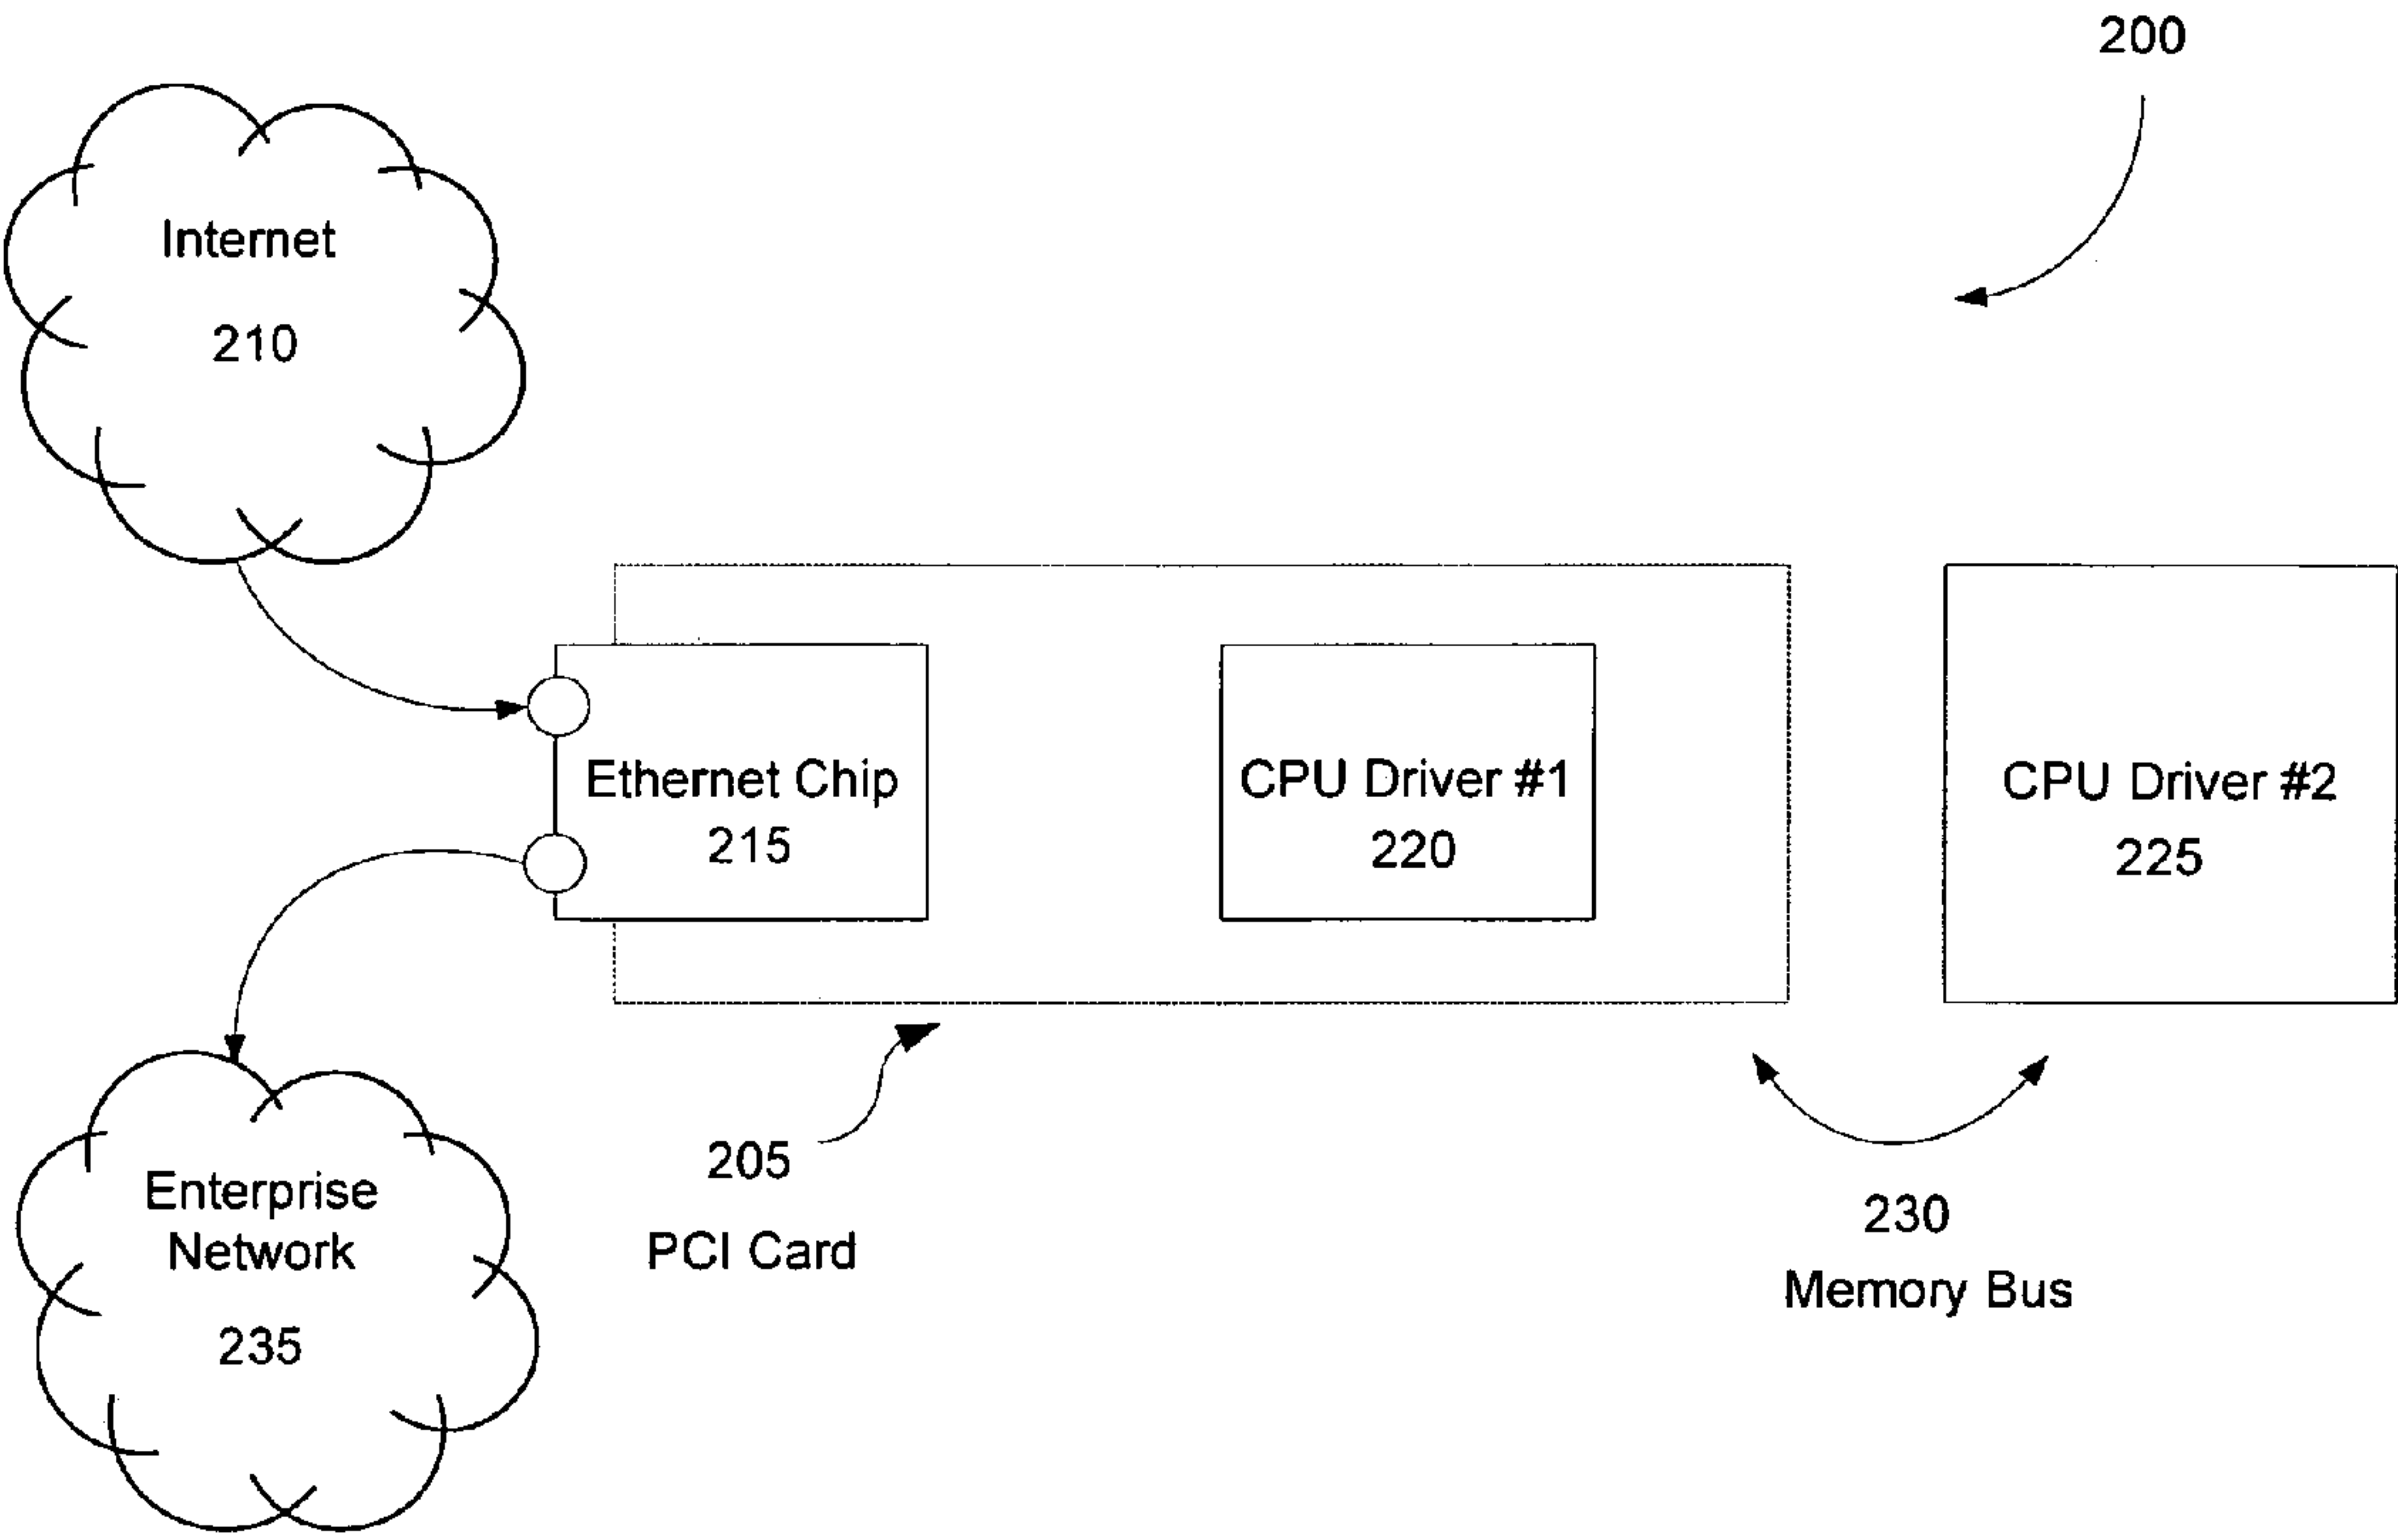 200
Internet
210
Ethernet Chip
215
CPU Driver #1
220
CPU Driver #2
225
205
PCI Card
230
Memory Bus
Enterprise
Network
235